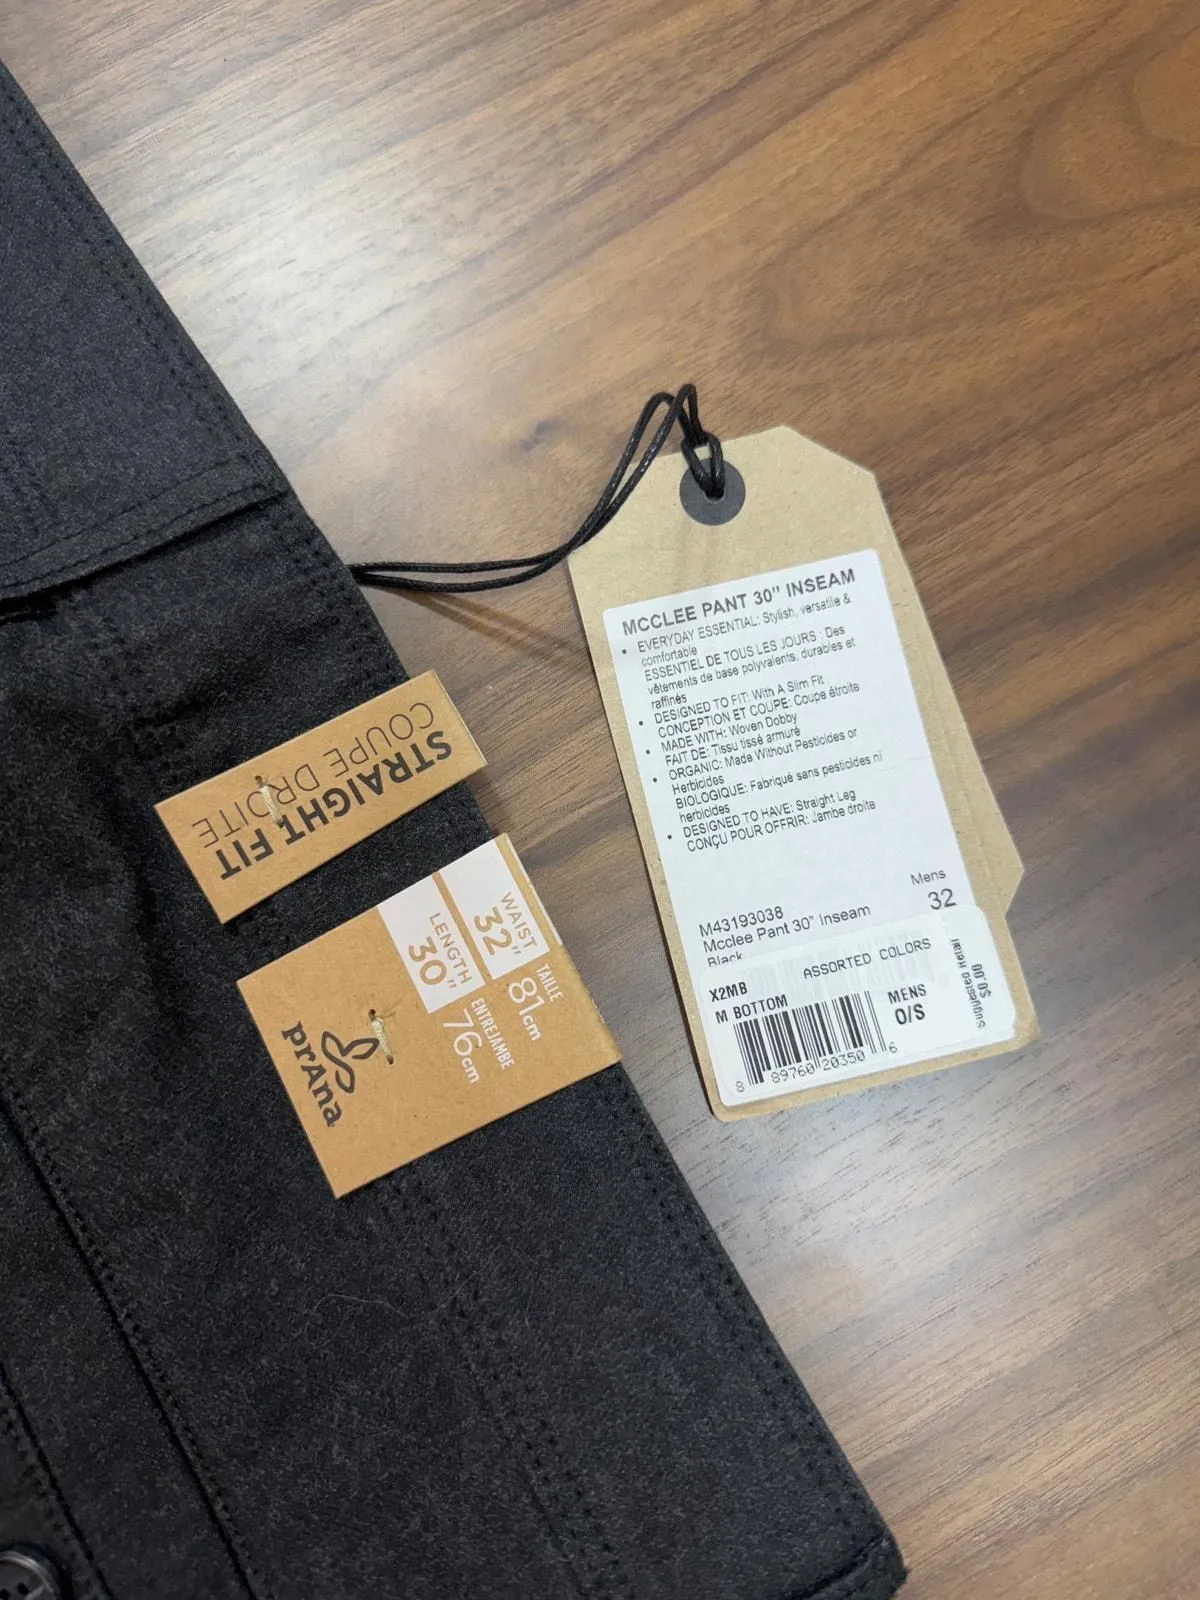 MCCLEE PANT 30" INSEAM
• EVERYDAY ESSENTIAL: Stylish, versatile &
comfortable
ESSENTIEL DE TOUS LES JOURS : Des
vêtements de base polyvalents, durables et
raffinés
• DESIGNED TO FIT: With A Slim Fit
CONCEPTION ET COUPE: Coupe étroite
• MADE WITH: Woven Dobby
FAIT DE: Tissu tissé armuré
• ORGANIC: Made Without Pesticides or
Herbicides
BIOLOGIQUE: Fabriqué sans pesticides ni
herbicides
• DESIGNED TO HAVE: Straight Leg
CONÇU POUR OFFRIR: Jambe droite
Mens
32
M43193038
Mcclee Pant 30" Inseam
Black
ASSORTED COLORS
X2MB
M BOTTOM
MENS
O/S
8 89760 20350 6
Suggested Retail
$0.00
STRAIGHT FIT
COUPE DROITE
WAIST
32"
TAILLE
81cm
LENGTH
30"
ENTREJAMBE
76cm
prAna